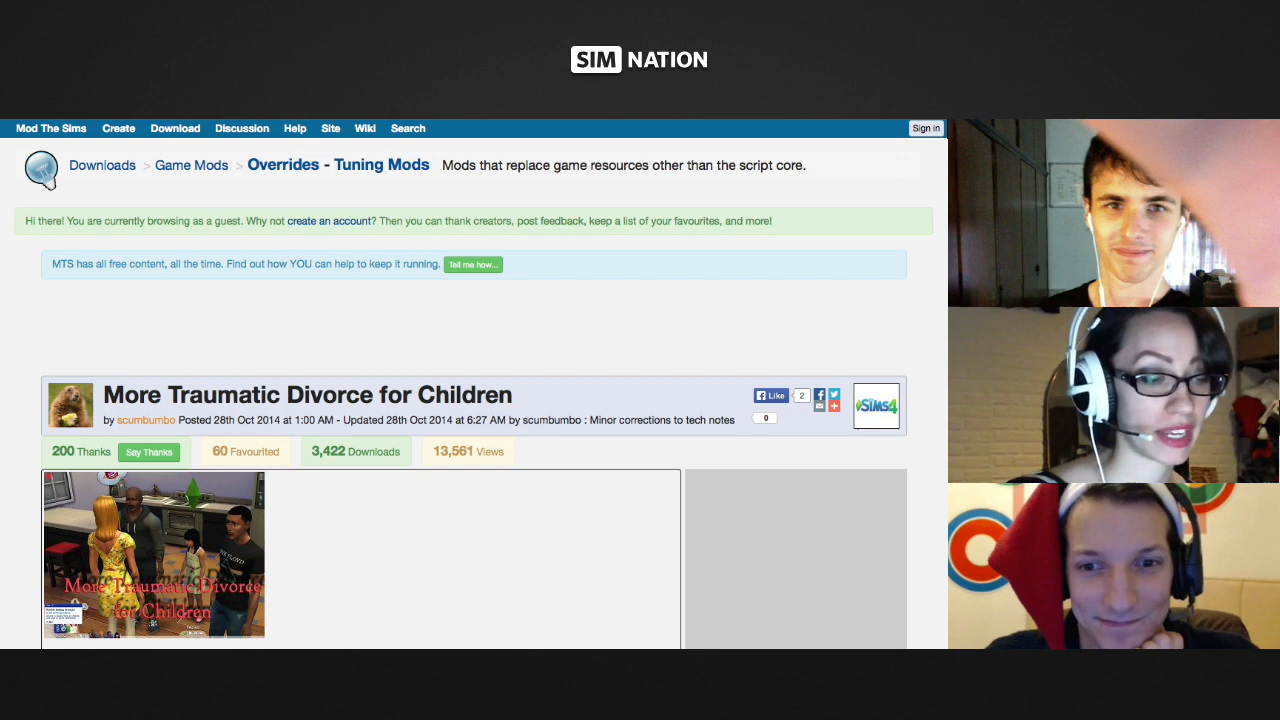 SIM NATION
Mod The Sims Create Download Discussion Help Site Wiki Search Sign in
Downloads > Game Mods > Overrides - Tuning Mods Mods that replace game resources other than the script core.
Hi there! You are currently browsing as a guest. Why not create an account? Then you can thank creators, post feedback, keep a list of your favourites, and more!
MTS has all free content, all the time. Find out how YOU can help to keep it running. Tell me how...
More Traumatic Divorce for Children
Like 2
by scumbumbo Posted 28th Oct 2014 at 1:00 AM - Updated 28th Oct 2014 at 6:27 AM by scumbumbo : Minor corrections to tech notes
0
SIMS4
200 Thanks Say Thanks 60 Favourited 3,422 Downloads 13,561 Views
More Traumatic Divorce
for Children